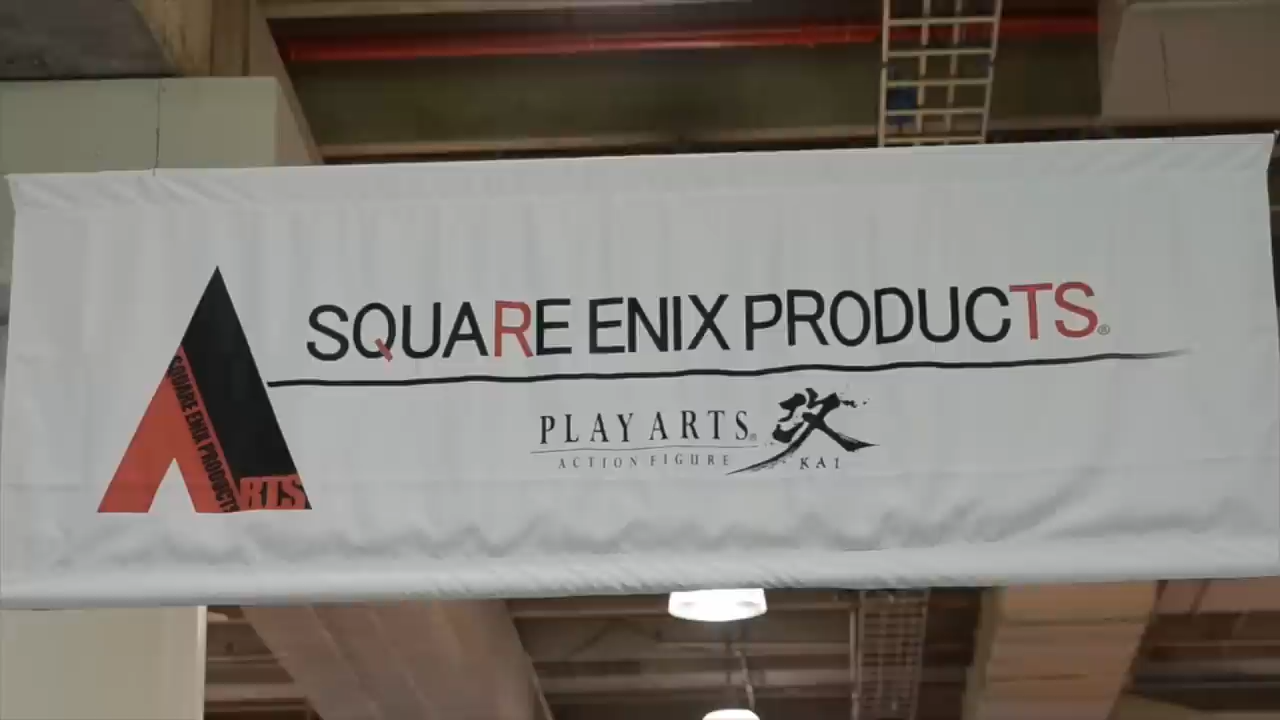 SQUARE ENIX PRODUCTS®
SQUARE ENIX PRODUCTS
ARTS
PLAY ARTS® 改
ACTION FIGURE KAI